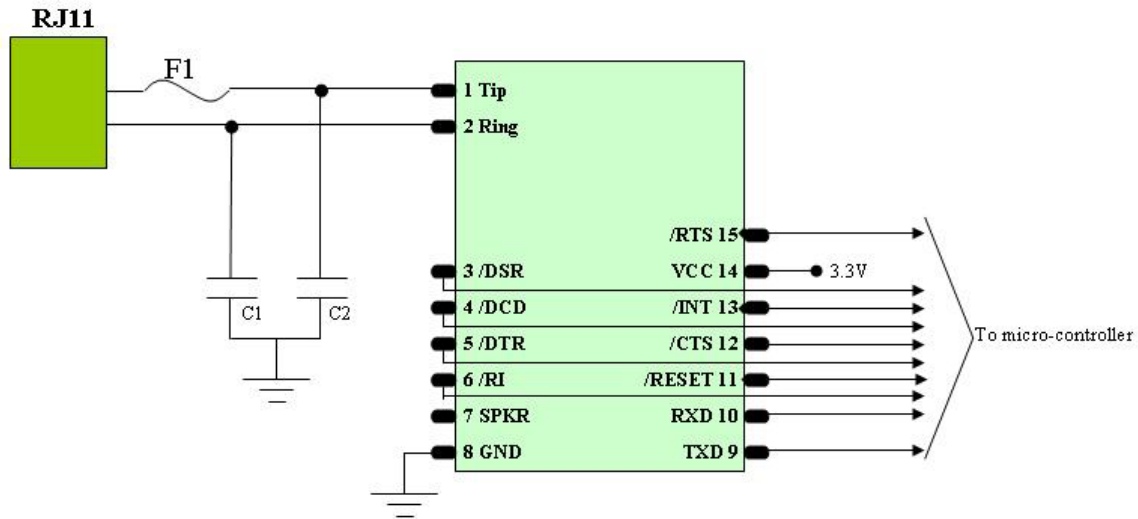 RJ11
F1
1 Tip
2 Ring
/RTS 15
3 /DSR
VCC 14
3.3V
4 /DCD
/INT 13
C1
C2
5 /DTR
/CTS 12
To micro-controller
6 /RI
/RESET 11
7 SPKR
RXD 10
8 GND
TXD 9